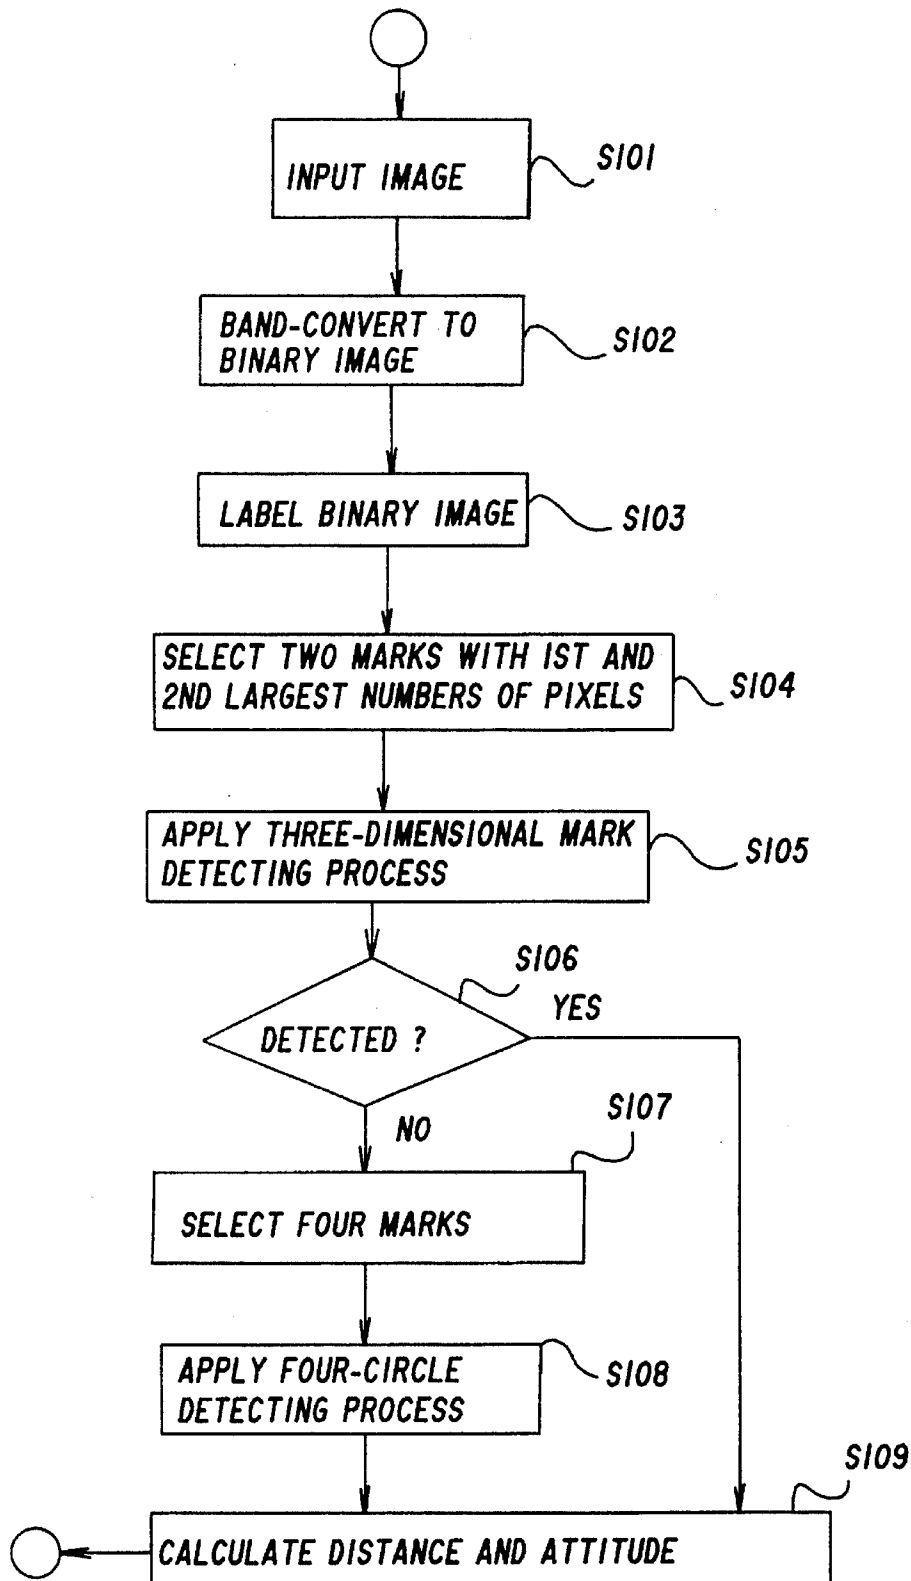 INPUT IMAGE
S101
BAND-CONVERT TO
BINARY IMAGE
S102
LABEL BINARY IMAGE
S103
SELECT TWO MARKS WITH 1ST AND
2ND LARGEST NUMBERS OF PIXELS
S104
APPLY THREE-DIMENSIONAL MARK
DETECTING PROCESS
S105
S106
DETECTED ?
YES
NO
S107
SELECT FOUR MARKS
APPLY FOUR-CIRCLE
DETECTING PROCESS
S108
S109
CALCULATE DISTANCE AND ATTITUDE